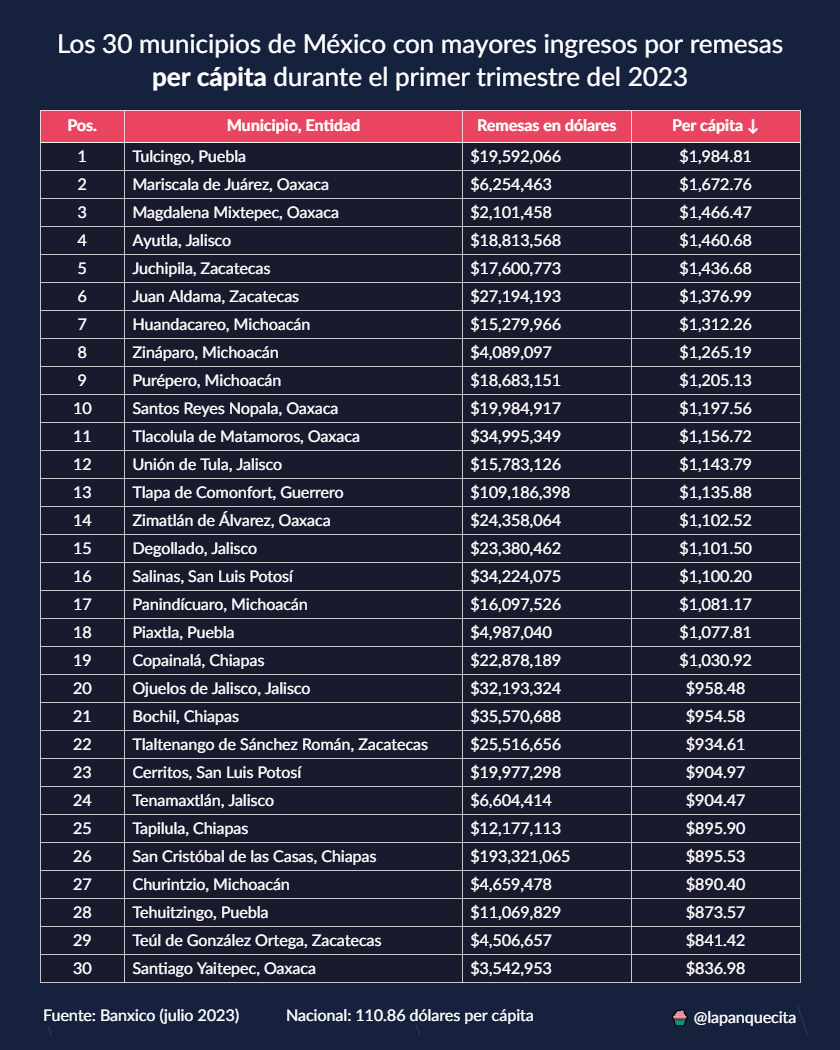 Los 30 municipios de México con mayores ingresos por remesas
per cápita durante el primer trimestre del 2023
Pos. Municipio, Entidad Remesas en dólares Per cápita ↓
1 Tulcingo, Puebla $19,592,066 $1,984.81
2 Mariscala de Juárez, Oaxaca $6,254,463 $1,672.76
3 Magdalena Mixtepec, Oaxaca $2,101,458 $1,466.47
4 Ayutla, Jalisco $18,813,568 $1,460.68
5 Juchipila, Zacatecas $17,600,773 $1,436.68
6 Juan Aldama, Zacatecas $27,194,193 $1,376.99
7 Huandacareo, Michoacán $15,279,966 $1,312.26
8 Zináparo, Michoacán $4,089,097 $1,265.19
9 Purépero, Michoacán $18,683,151 $1,205.13
10 Santos Reyes Nopala, Oaxaca $19,984,917 $1,197.56
11 Tlacolula de Matamoros, Oaxaca $34,995,349 $1,156.72
12 Unión de Tula, Jalisco $15,783,126 $1,143.79
13 Tlapa de Comonfort, Guerrero $109,186,398 $1,135.88
14 Zimatlán de Álvarez, Oaxaca $24,358,064 $1,102.52
15 Degollado, Jalisco $23,380,462 $1,101.50
16 Salinas, San Luis Potosí $34,224,075 $1,100.20
17 Panindícuaro, Michoacán $16,097,526 $1,081.17
18 Piaxtla, Puebla $4,987,040 $1,077.81
19 Copainalá, Chiapas $22,878,189 $1,030.92
20 Ojuelos de Jalisco, Jalisco $32,193,324 $958.48
21 Bochil, Chiapas $35,570,688 $954.58
22 Tlaltenango de Sánchez Román, Zacatecas $25,516,656 $934.61
23 Cerritos, San Luis Potosí $19,977,298 $904.97
24 Tenamaxtlán, Jalisco $6,604,414 $904.47
25 Tapilula, Chiapas $12,177,113 $895.90
26 San Cristóbal de las Casas, Chiapas $193,321,065 $895.53
27 Churintzio, Michoacán $4,659,478 $890.40
28 Tehuitzingo, Puebla $11,069,829 $873.57
29 Teúl de González Ortega, Zacatecas $4,506,657 $841.42
30 Santiago Yaitepec, Oaxaca $3,542,953 $836.98
Fuente: Banxico (julio 2023) Nacional: 110.86 dólares per cápita @lapanquecita